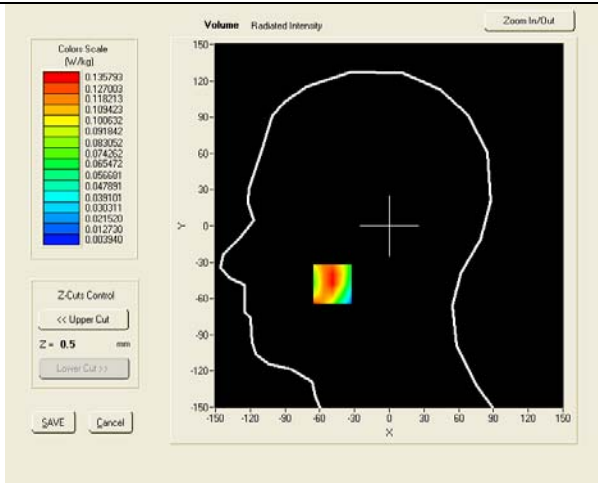 Volume Radiated Intensity
Zoom In/Out
Colors Scale
(W/kg)
0.135793
0.127003
0.118213
0.109423
0.100632
0.091842
0.083052
0.074262
0.065472
0.056681
0.047891
0.039101
0.030311
0.021520
0.012730
0.003940
Z-Cuts Control
<< Upper Cut
Z = 0.5 mm
Lower Cut >>
SAVE Cancel
150-
120-
90-
60-
30-
Y 0-
-30-
-60-
-90-
-120-
-150-
-150 -120 -90 -60 -30 0 30 60 90 120 150
X